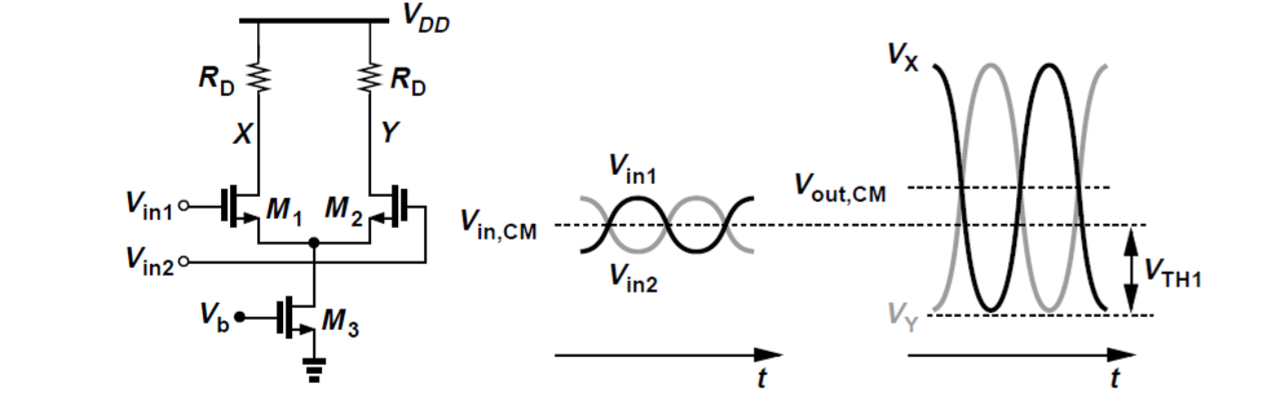 VDD
RD
RD
X
Y
Vin1
M1
M2
Vin2
Vb
M3
Vin1
Vin,CM
Vin2
t
VX
Vout,CM
VTH1
VY
t